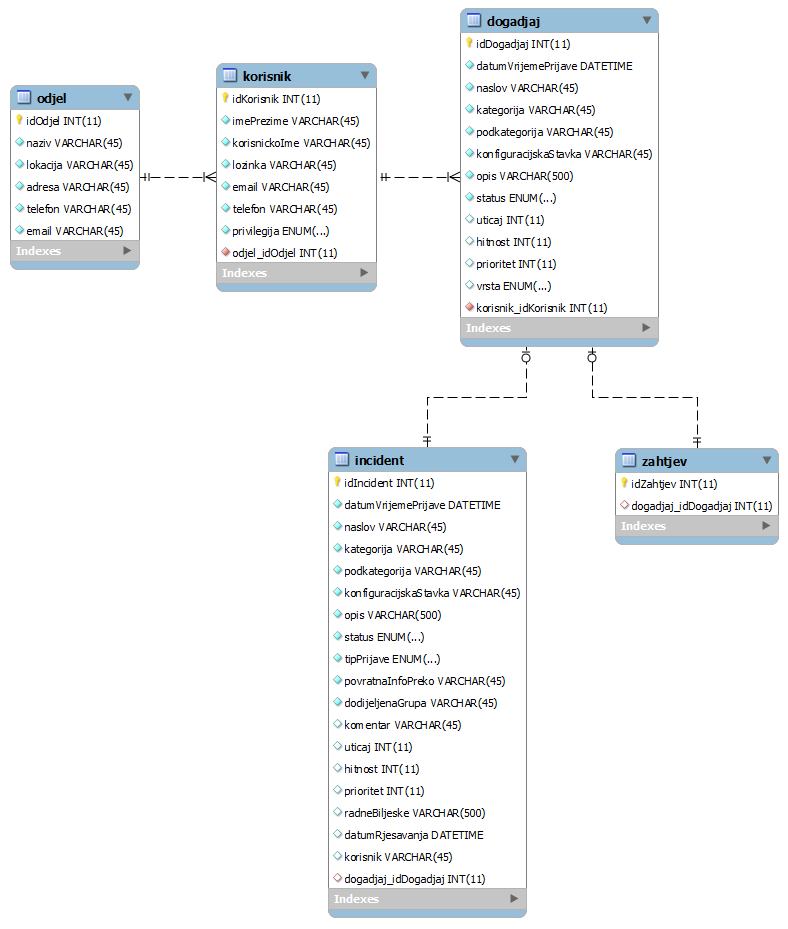 odjel
idOdjel INT(11)
naziv VARCHAR(45)
lokacija VARCHAR(45)
adresa VARCHAR(45)
telefon VARCHAR(45)
email VARCHAR(45)
Indexes
korisnik
idKorisnik INT(11)
imePrezime VARCHAR(45)
korisnickoIme VARCHAR(45)
lozinka VARCHAR(45)
email VARCHAR(45)
telefon VARCHAR(45)
privilegija ENUM(...)
odjel_idOdjel INT(11)
Indexes
dogadjaj
idDogadjaj INT(11)
datumVrijemePrijave DATETIME
naslov VARCHAR(45)
kategorija VARCHAR(45)
podkategorija VARCHAR(45)
konfiguracijskaStavka VARCHAR(45)
opis VARCHAR(500)
status ENUM(...)
uticaj INT(11)
hitnost INT(11)
prioritet INT(11)
vrsta ENUM(...)
korisnik_idKorisnik INT(11)
Indexes
incident
idIncident INT(11)
datumVrijemePrijave DATETIME
naslov VARCHAR(45)
kategorija VARCHAR(45)
podkategorija VARCHAR(45)
konfiguracijskaStavka VARCHAR(45)
opis VARCHAR(500)
status ENUM(...)
tipPrijave ENUM(...)
povratnaInfoPreko VARCHAR(45)
dodijeljenaGrupa VARCHAR(45)
komentar VARCHAR(45)
uticaj INT(11)
hitnost INT(11)
prioritet INT(11)
radneBiljeske VARCHAR(500)
datumRjesavanja DATETIME
korisnik VARCHAR(45)
dogadjaj_idDogadjaj INT(11)
Indexes
zahtjev
idZahtjev INT(11)
dogadjaj_idDogadjaj INT(11)
Indexes